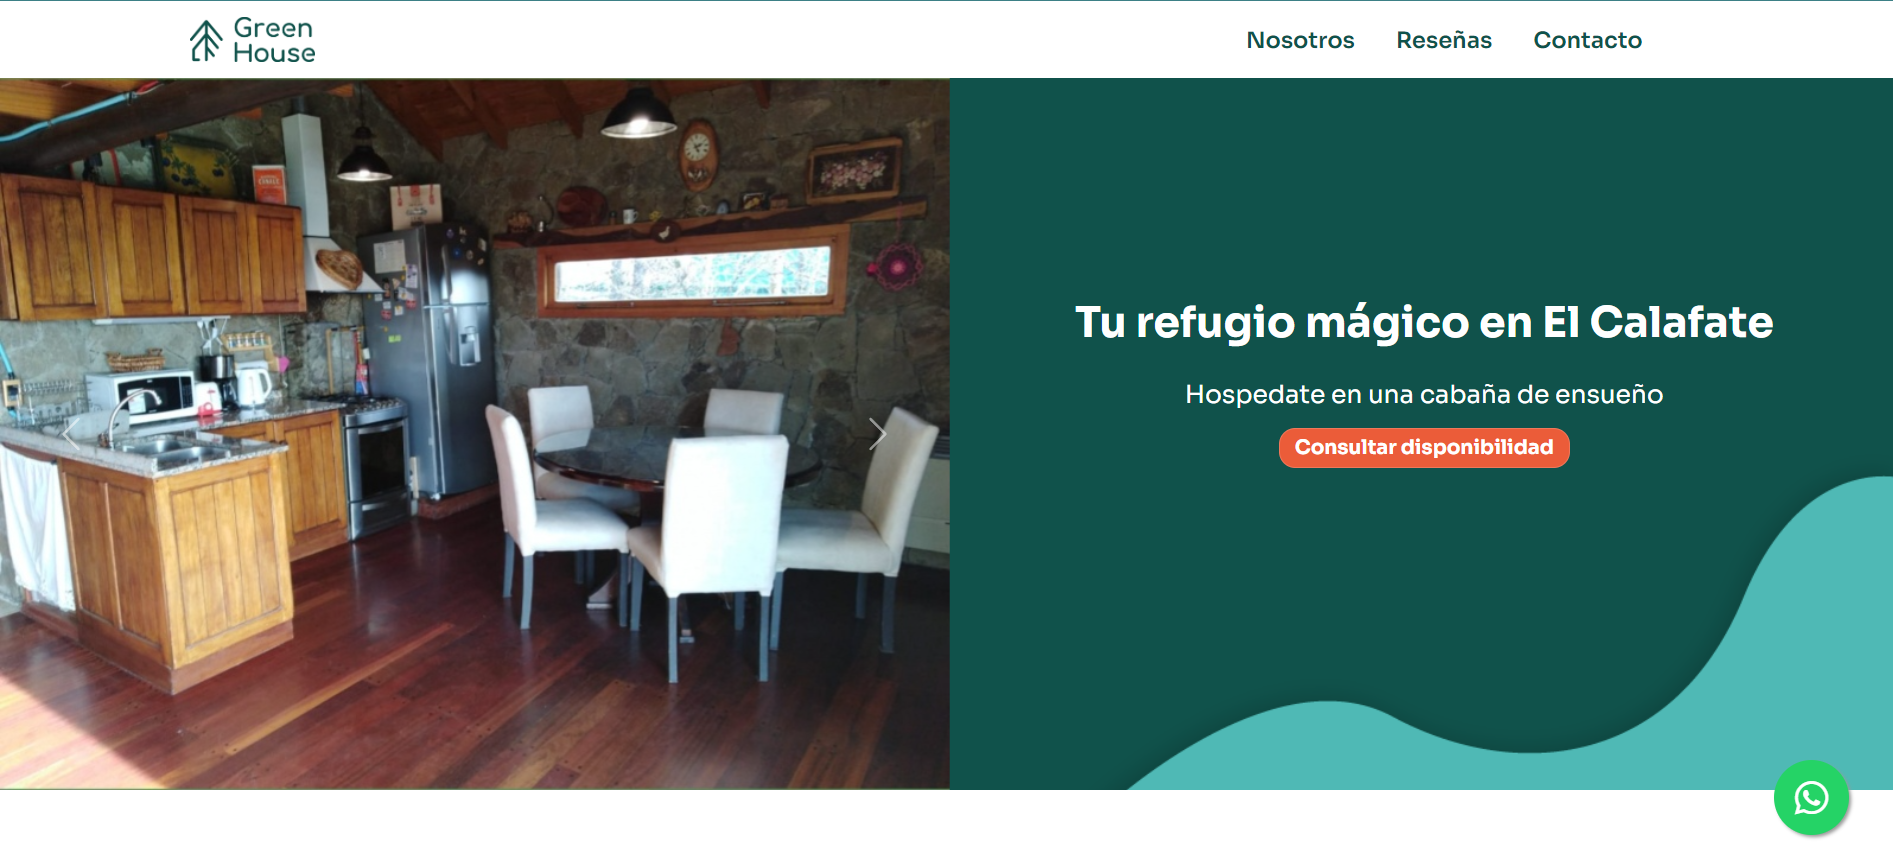 Green
House
Nosotros
Reseñas
Contacto
Tu refugio mágico en El Calafate
Hospedate en una cabaña de ensueño
Consultar disponibilidad